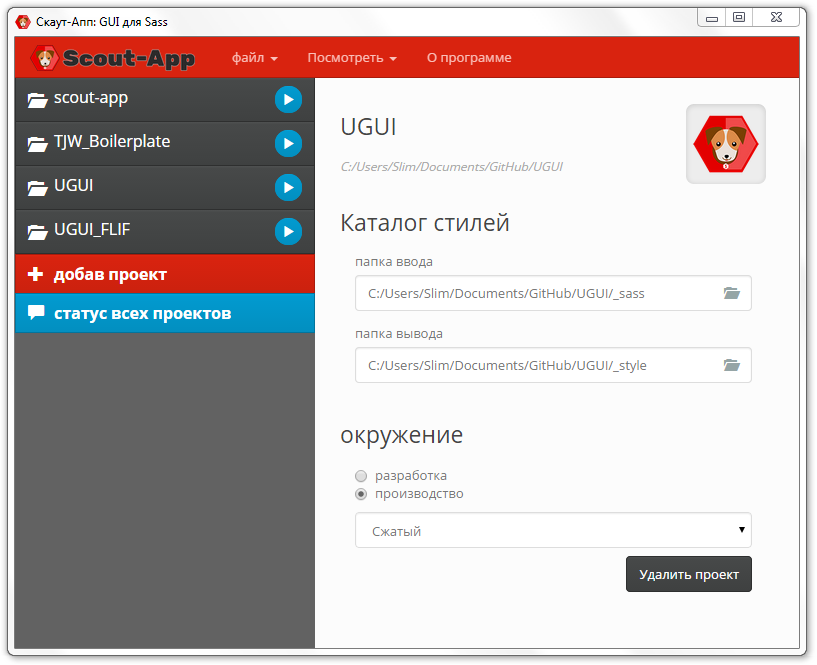 Скаут-Апп: GUI для Sass
Scout-App файл Посмотреть О программе
scout-app
TJW_Boilerplate
UGUI
UGUI_FLIF
добав проект
статус всех проектов
UGUI
C:/Users/Slim/Documents/GitHub/UGUI
Каталог стилей
папка ввода
C:/Users/Slim/Documents/GitHub/UGUI/_sass
папка вывода
C:/Users/Slim/Documents/GitHub/UGUI/_style
окружение
разработка
производство
Сжатый
Удалить проект